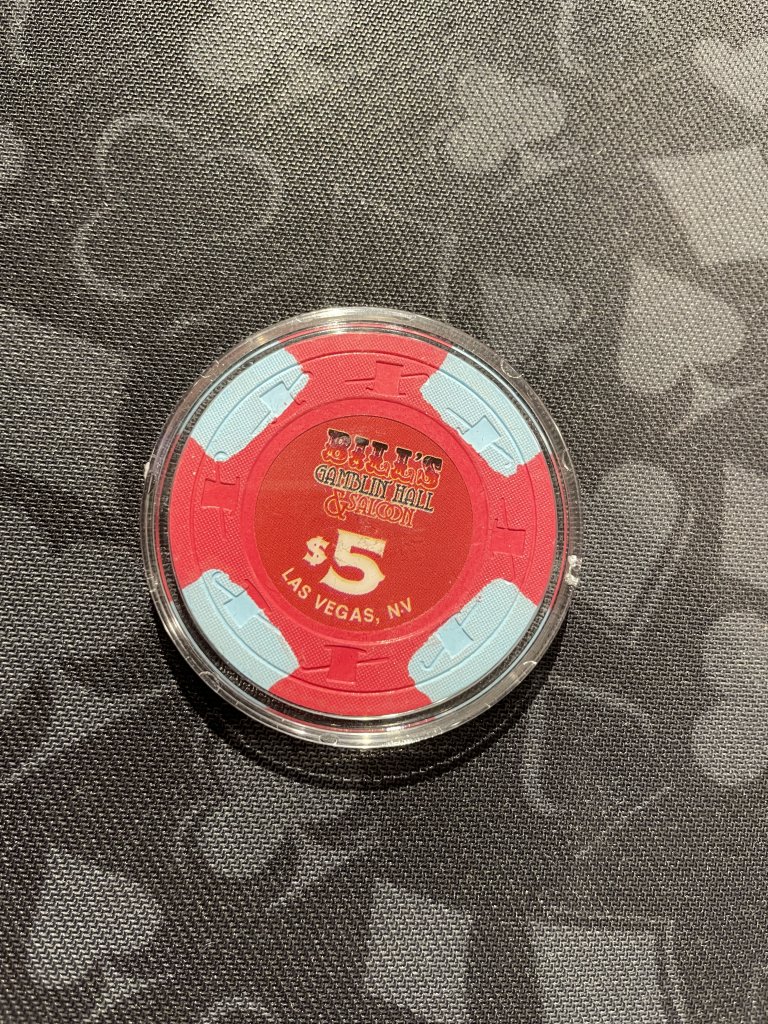 BILL'S
GAMBLIN' HALL
& SALOON
$5
LAS VEGAS, NV